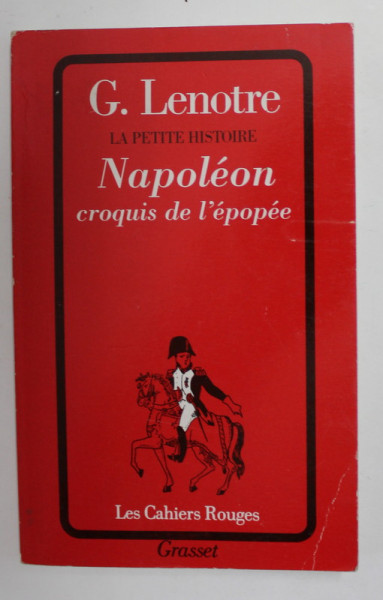 G. Lenotre
LA PETITE HISTOIRE
Napoléon
croquis de l'épopée
Les Cahiers Rouges
Grasset